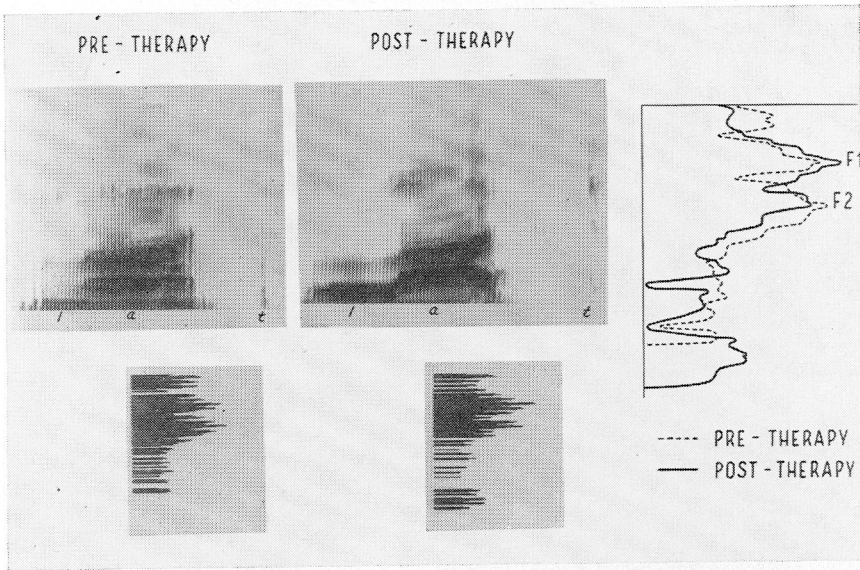 PRE - THERAPY
POST - THERAPY
F1
F2
l a t
l a t
PRE - THERAPY
POST - THERAPY